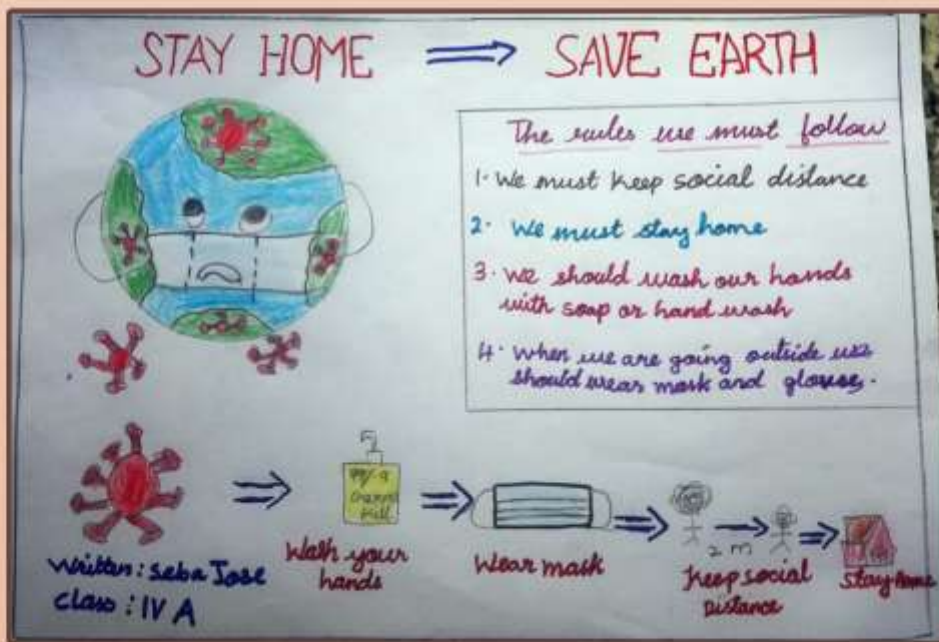 STAY HOME ⇒ SAVE EARTH
The rules we must follow
1. We must keep social distance
2. We must stay home
3. we should wash our hands
with soap or hand wash
4. when we are going outside we
should wear mask and gloves.
Wash your
hands
Wear mask
2 m
Keep social
Distance
Stay home
Written: Seba Jose
Class: IV A